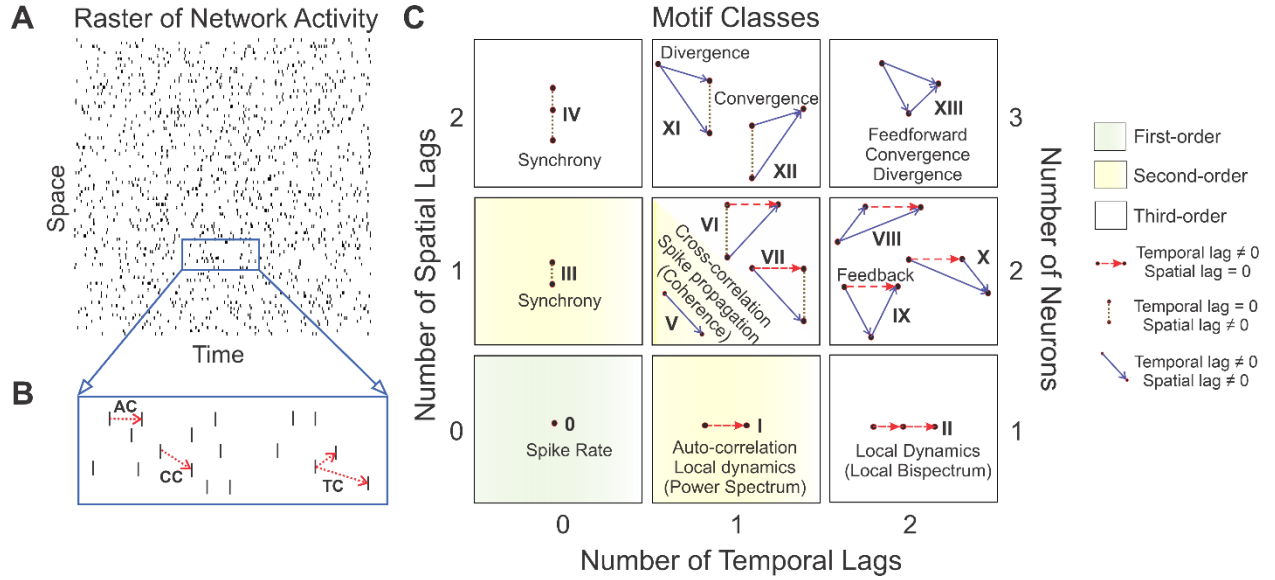 A
Raster of Network Activity
Space
Time
B
AC
CC
TC
C
Motif Classes
Number of Spatial Lags
2
IV
Synchrony
Divergence
Convergence
XI
XII
XIII
Feedforward
Convergence
Divergence
3
1
III
Synchrony
VI
VII
Cross-correlation
Spike propagation
(Coherence)
V
VIII
X
Feedback
IX
2
0
0
Spike Rate
I
Auto-correlation
Local dynamics
(Power Spectrum)
II
Local Dynamics
(Local Bispectrum)
1
Number of Neurons
0
1
2
Number of Temporal Lags
First-order
Second-order
Third-order
Temporal lag ≠ 0
Spatial lag = 0
Temporal lag = 0
Spatial lag ≠ 0
Temporal lag ≠ 0
Spatial lag ≠ 0